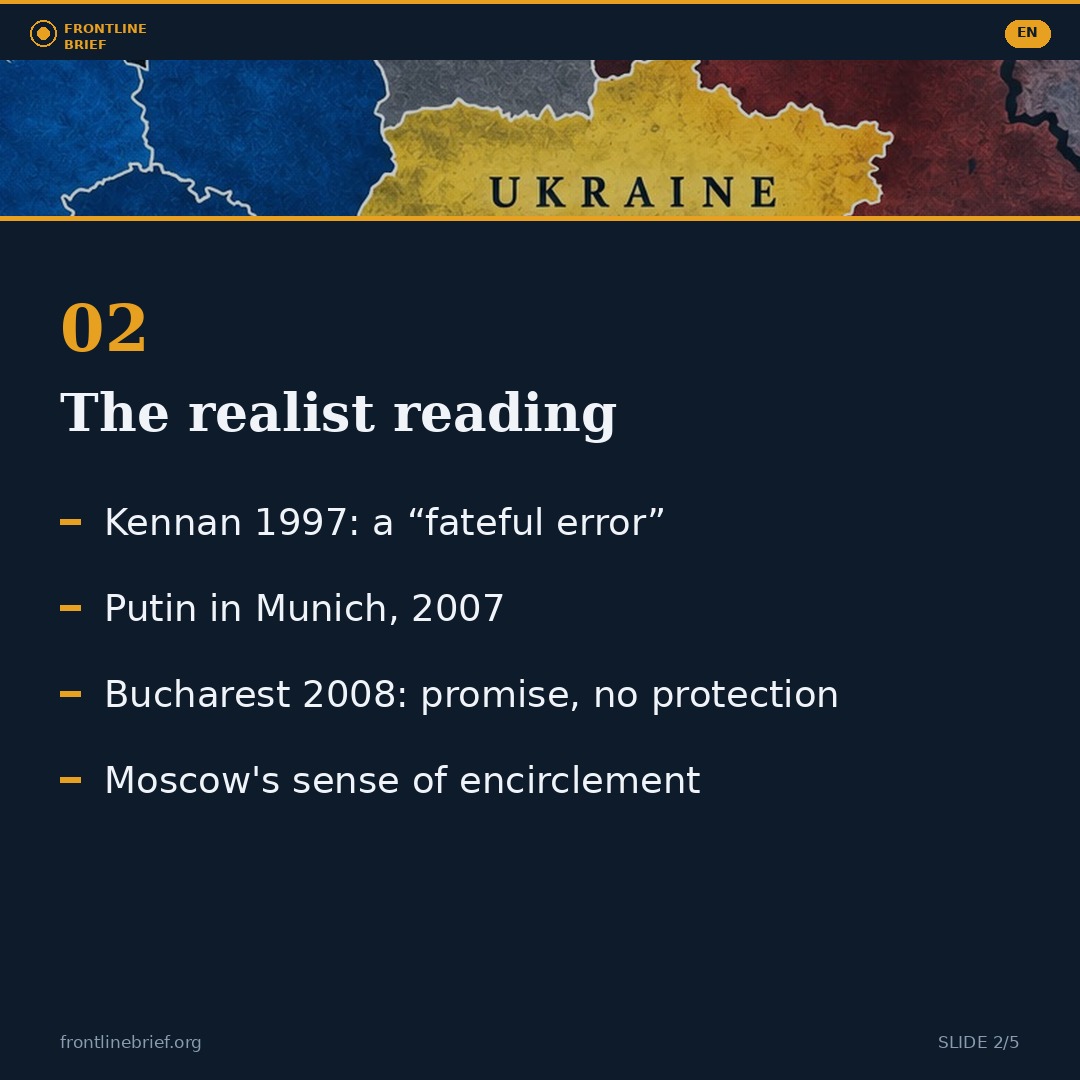 FRONTLINE
BRIEF
EN
UKRAINE
02
The realist reading
Kennan 1997: a “fateful error”
Putin in Munich, 2007
Bucharest 2008: promise, no protection
Moscow's sense of encirclement
frontlinebrief.org
SLIDE 2/5